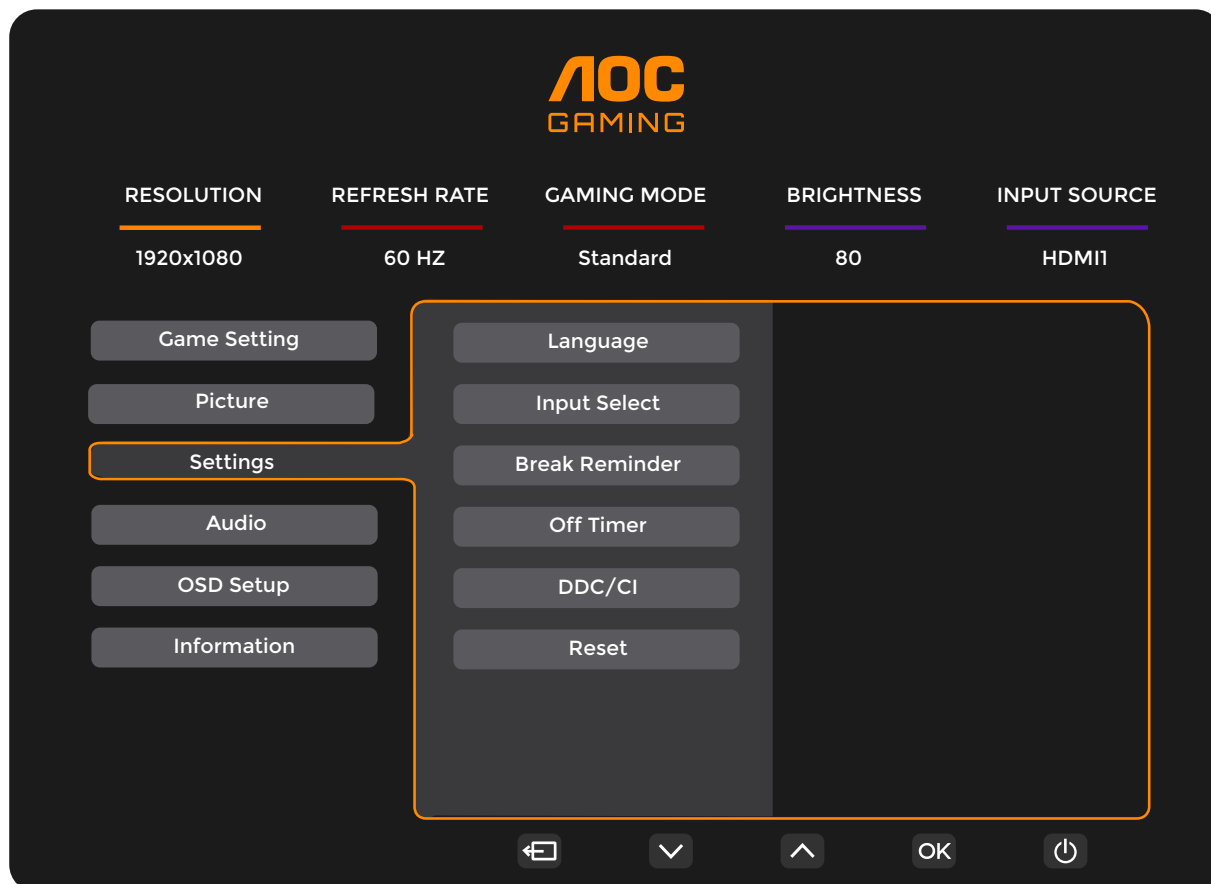 AOC
GAMING
RESOLUTION REFRESH RATE GAMING MODE BRIGHTNESS INPUT SOURCE
1920x1080 60 HZ Standard 80 HDMI1
Game Setting
Picture
Settings
Audio
OSD Setup
Information
Language
Input Select
Break Reminder
Off Timer
DDC/CI
Reset
OK